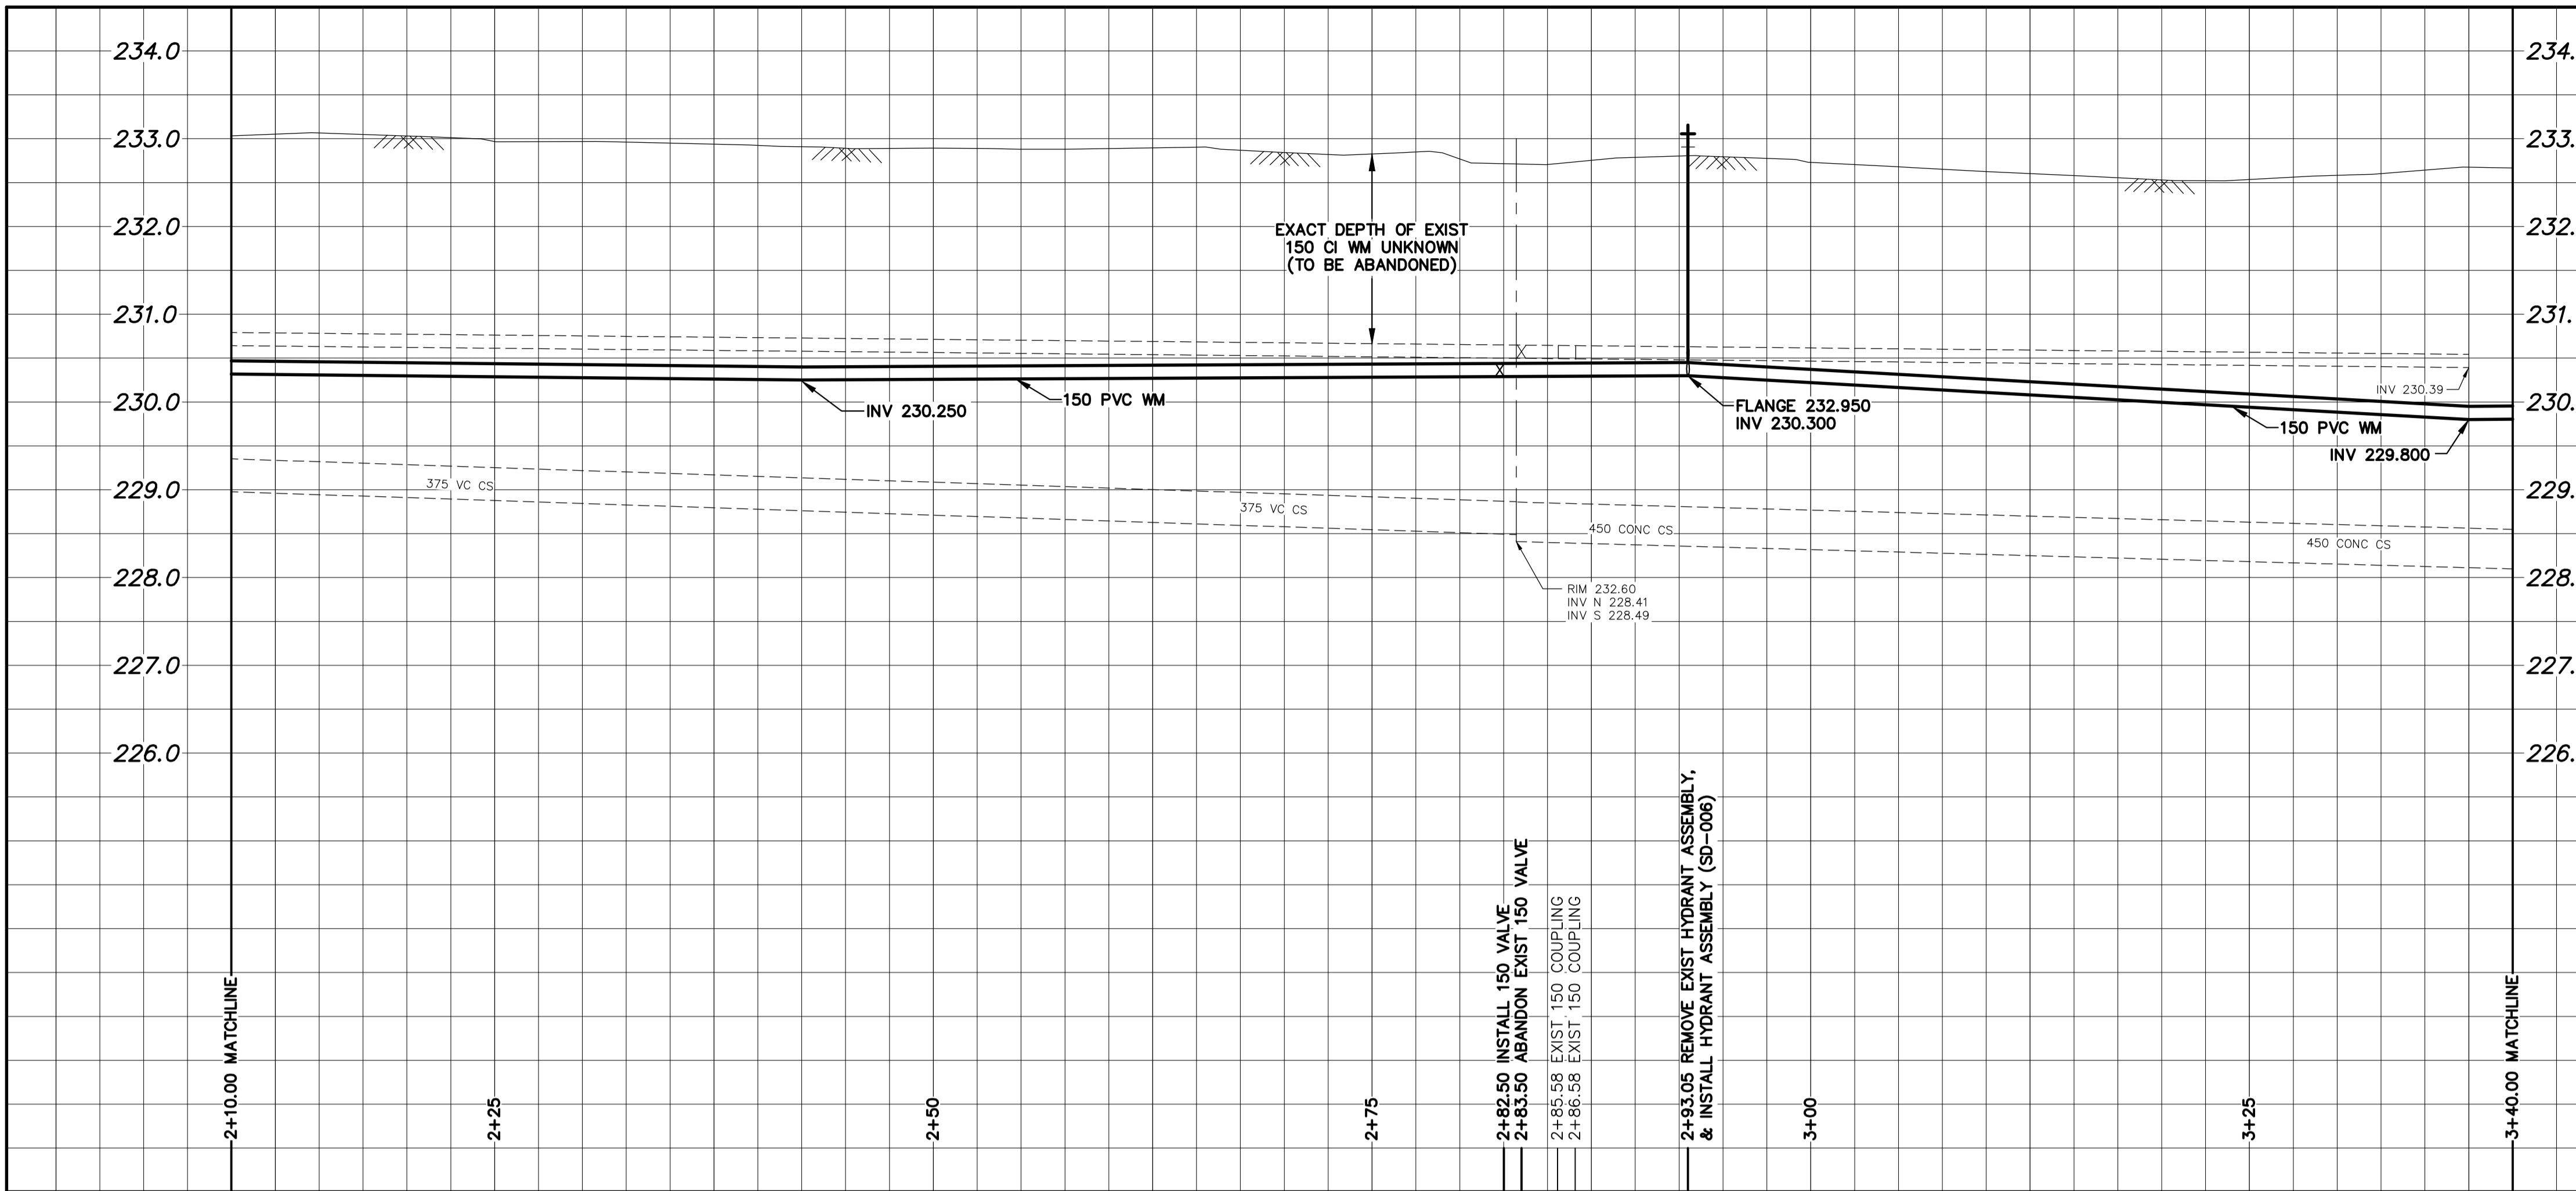 234.0
234.
233.0
233.
232.0
232.
EXACT DEPTH OF EXIST
150 CI WM UNKNOWN
(TO BE ABANDONED)
231.0
231.
INV 230.39
230.0
230.
INV 230.250
150 PVC WM
FLANGE 232.950
INV 230.300
150 PVC WM
INV 229.800
229.0
229.
375 VC CS
375 VC CS
450 CONC CS
450 CONC CS
228.0
228.
RIM 232.60
INV N 228.41
INV S 228.49
227.0
227.
226.0
226.
2+10.00 MATCHLINE
2+25
2+50
2+75
2+82.50 INSTALL 150 VALVE
2+83.50 ABANDON EXIST 150 VALVE
2+85.58 EXIST 150 COUPLING
2+86.58 EXIST 150 COUPLING
2+93.05 REMOVE EXIST HYDRANT ASSEMBLY,
& INSTALL HYDRANT ASSEMBLY (SD-006)
3+00
3+25
3+40.00 MATCHLINE